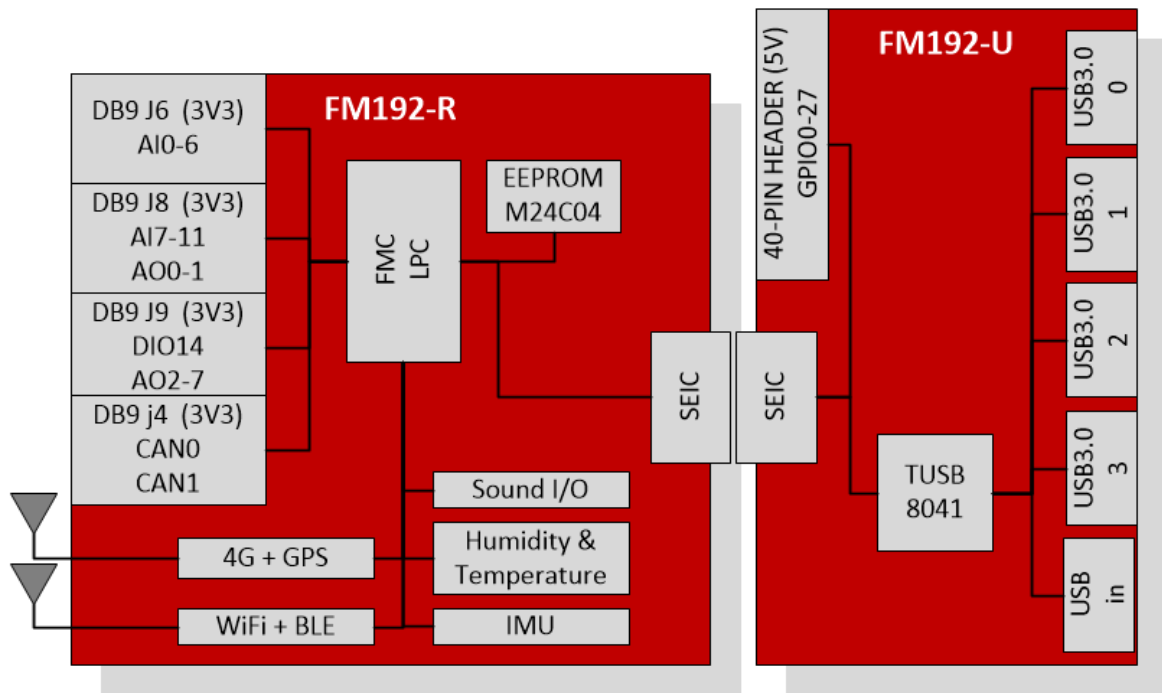 FM192-R
DB9 J6 (3V3)
AI0-6
DB9 J8 (3V3)
AI7-11
AO0-1
DB9 J9 (3V3)
DIO14
AO2-7
DB9 j4 (3V3)
CAN0
CAN1
FMC
LPC
EEPROM
M24C04
SEIC
Sound I/O
4G + GPS
Humidity &
Temperature
WiFi + BLE
IMU
FM192-U
40-PIN HEADER (5V)
GPIO0-27
SEIC
TUSB
8041
USB3.0
0
USB3.0
1
USB3.0
2
USB3.0
3
USB
in